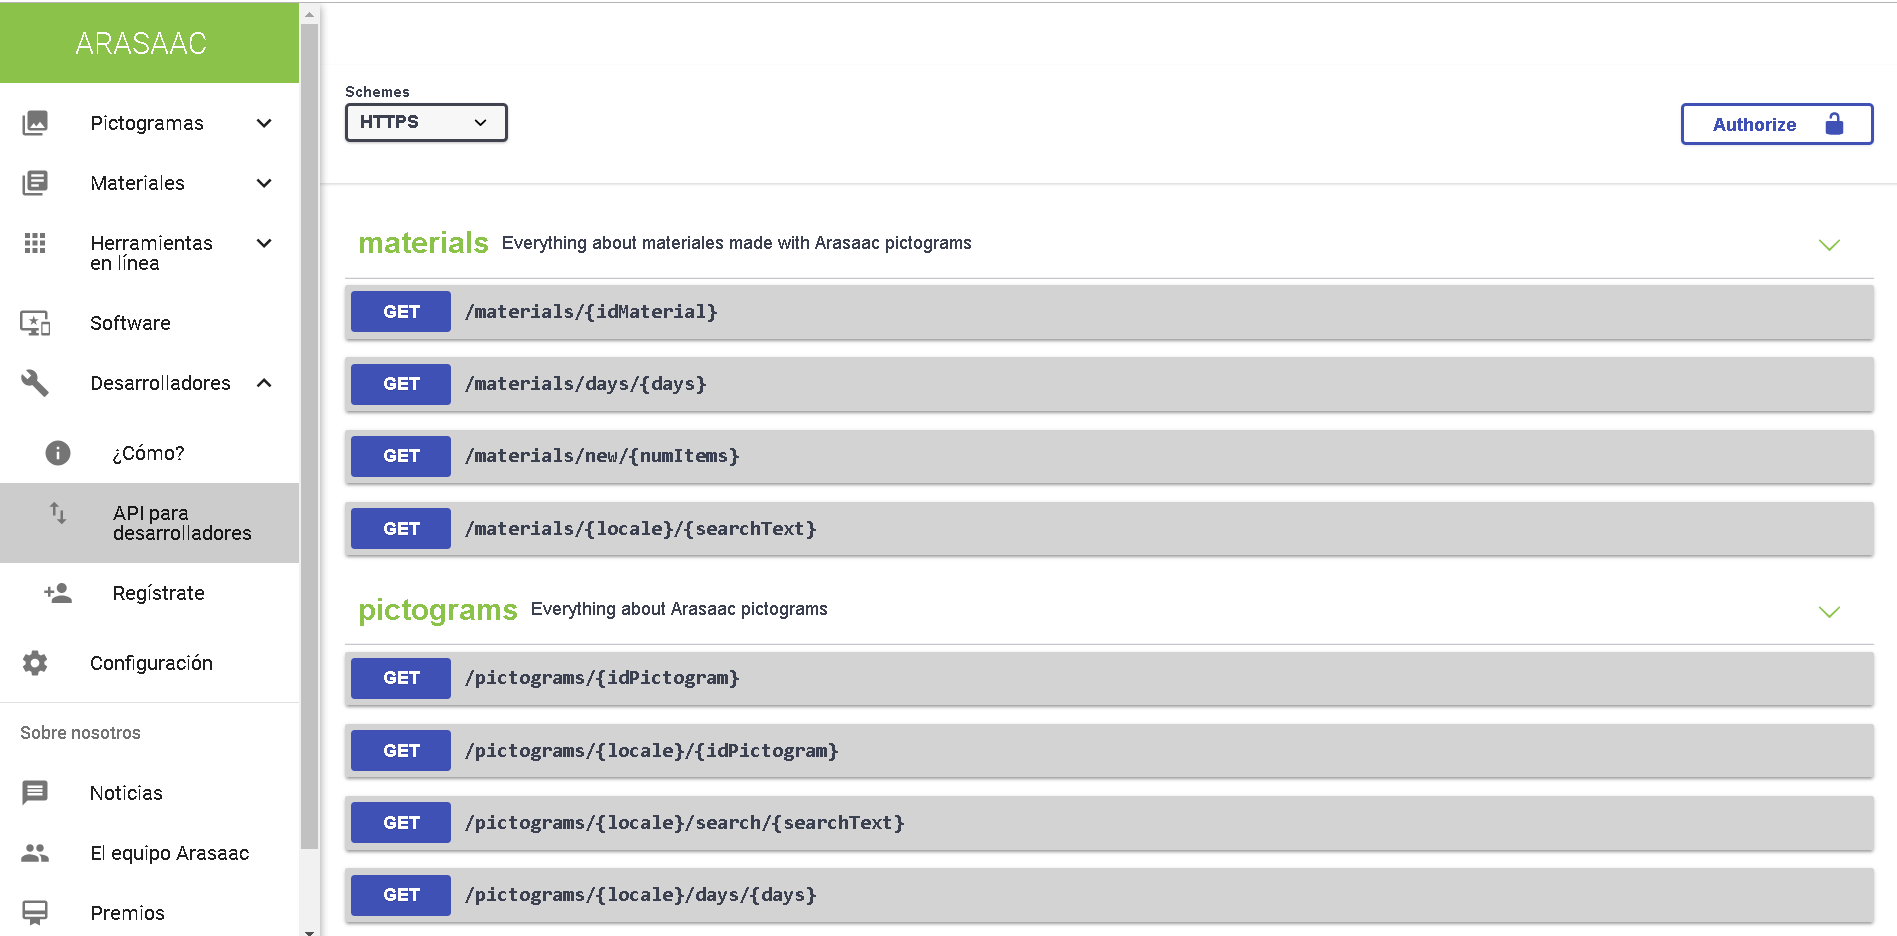 ARASAAC
Pictogramas
Materiales
Herramientas
en línea
Software
Desarrolladores
¿Cómo?
API para
desarrolladores
Regístrate
Configuración
Sobre nosotros
Noticias
El equipo Arasaac
Premios
Schemes
HTTPS
Authorize
materials Everything about materiales made with Arasaac pictograms
GET /materials/{idMaterial}
GET /materials/days/{days}
GET /materials/new/{numItems}
GET /materials/{locale}/{searchText}
pictograms Everything about Arasaac pictograms
GET /pictograms/{idPictogram}
GET /pictograms/{locale}/{idPictogram}
GET /pictograms/{locale}/search/{searchText}
GET /pictograms/{locale}/days/{days}